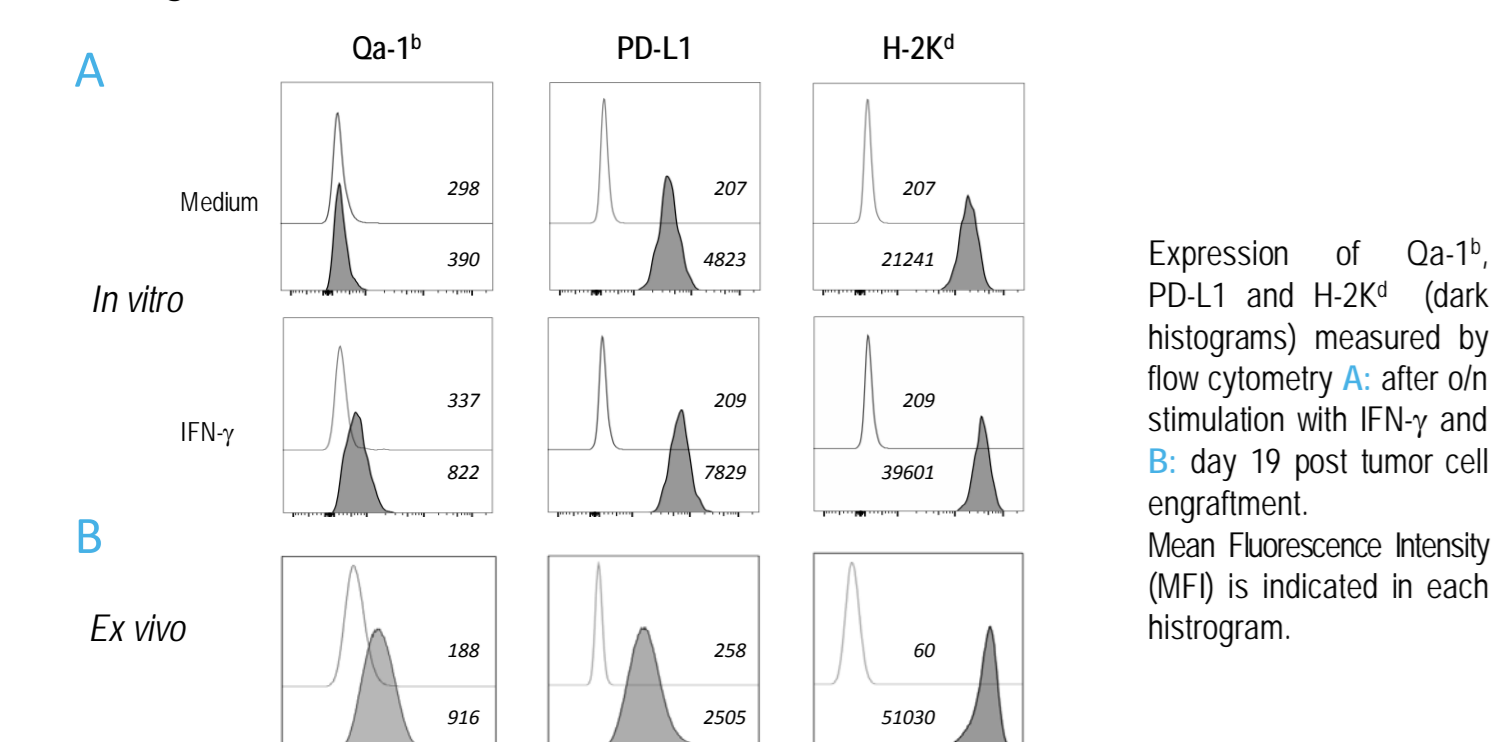 A
Qa-1ᵇ PD-L1 H-2Kᵈ
Medium
298 207 207
390 4823 21241
In vitro
IFN-γ
337 209 209
822 7829 39601
B
Ex vivo
188 258 60
916 2505 51030
Expression of Qa-1ᵇ,
PD-L1 and H-2Kᵈ (dark
histograms) measured by
flow cytometry A: after o/n
stimulation with IFN-γ and
B: day 19 post tumor cell
engraftment.
Mean Fluorescence Intensity
(MFI) is indicated in each
histrogram.